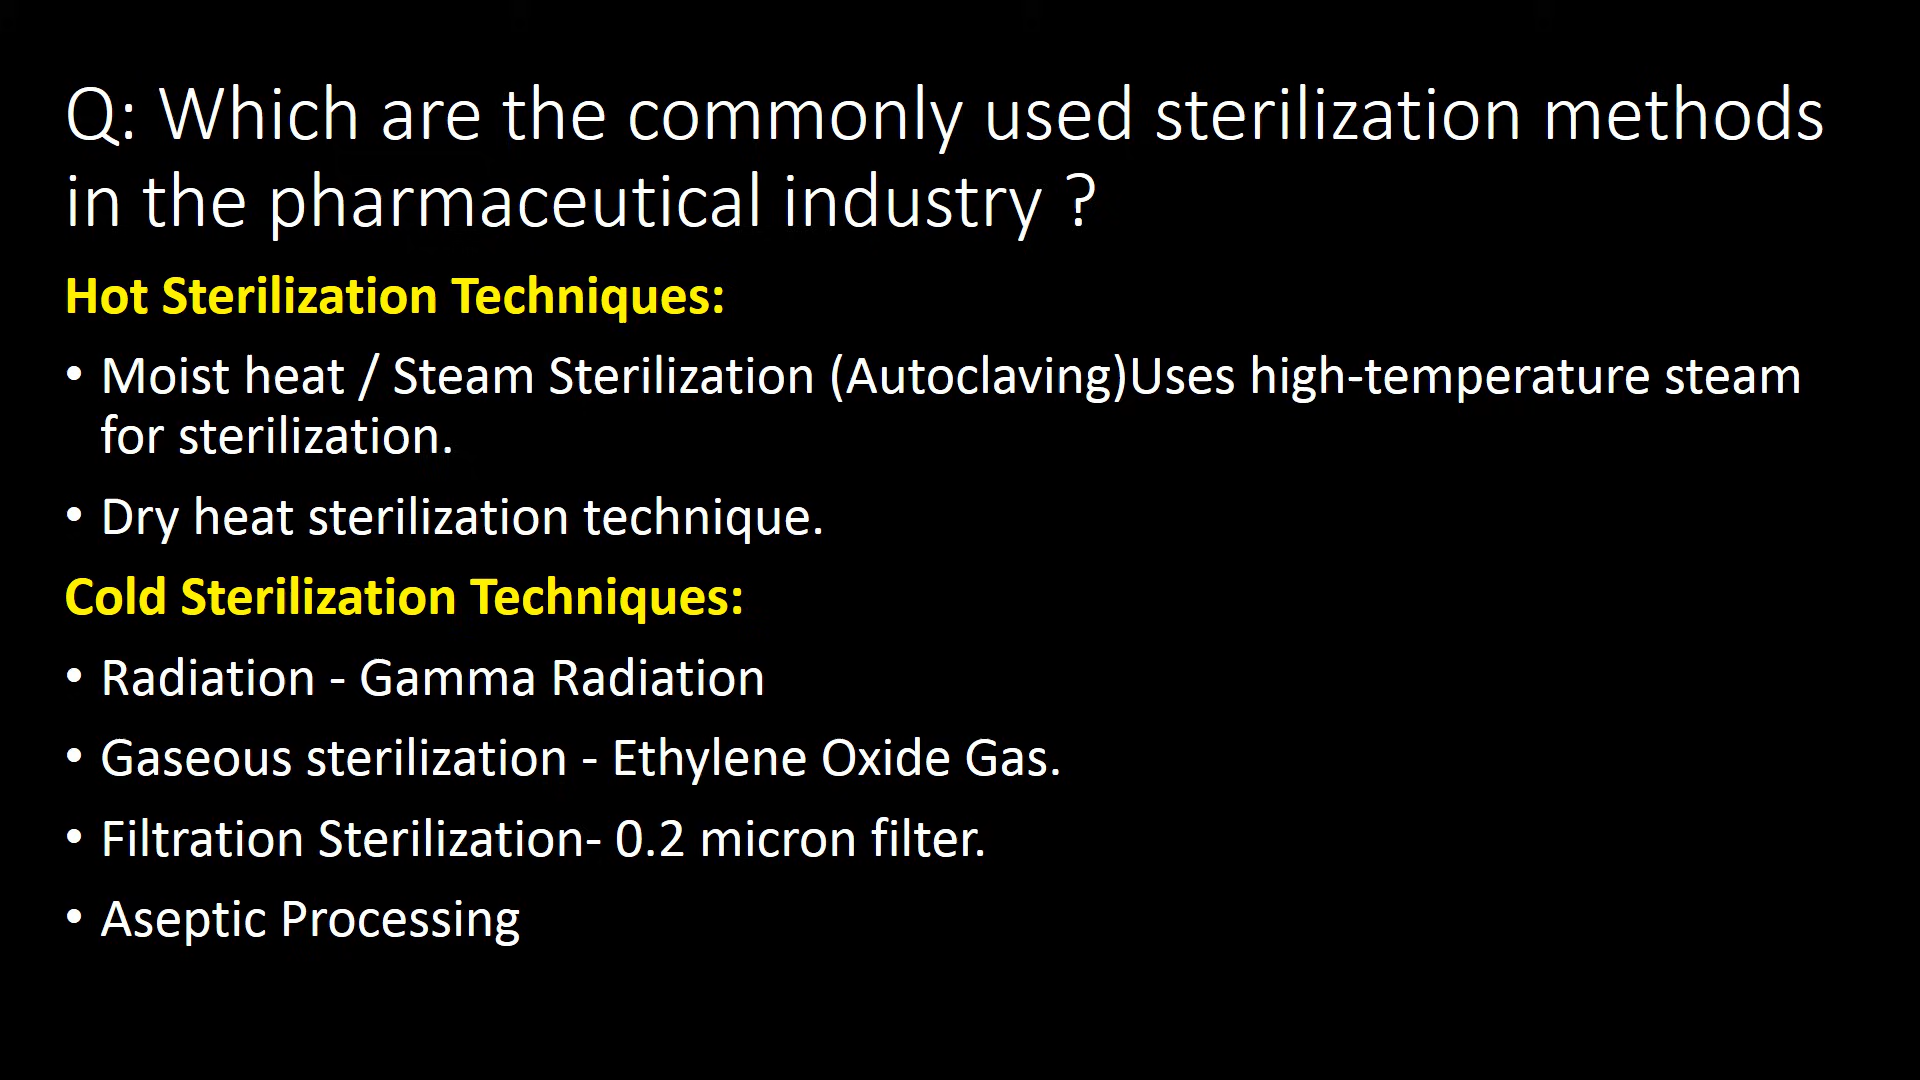 Q: Which are the commonly used sterilization methods
in the pharmaceutical industry ?
Hot Sterilization Techniques:
• Moist heat / Steam Sterilization (Autoclaving)Uses high-temperature steam
for sterilization.
• Dry heat sterilization technique.
Cold Sterilization Techniques:
• Radiation - Gamma Radiation
• Gaseous sterilization - Ethylene Oxide Gas.
• Filtration Sterilization- 0.2 micron filter.
• Aseptic Processing